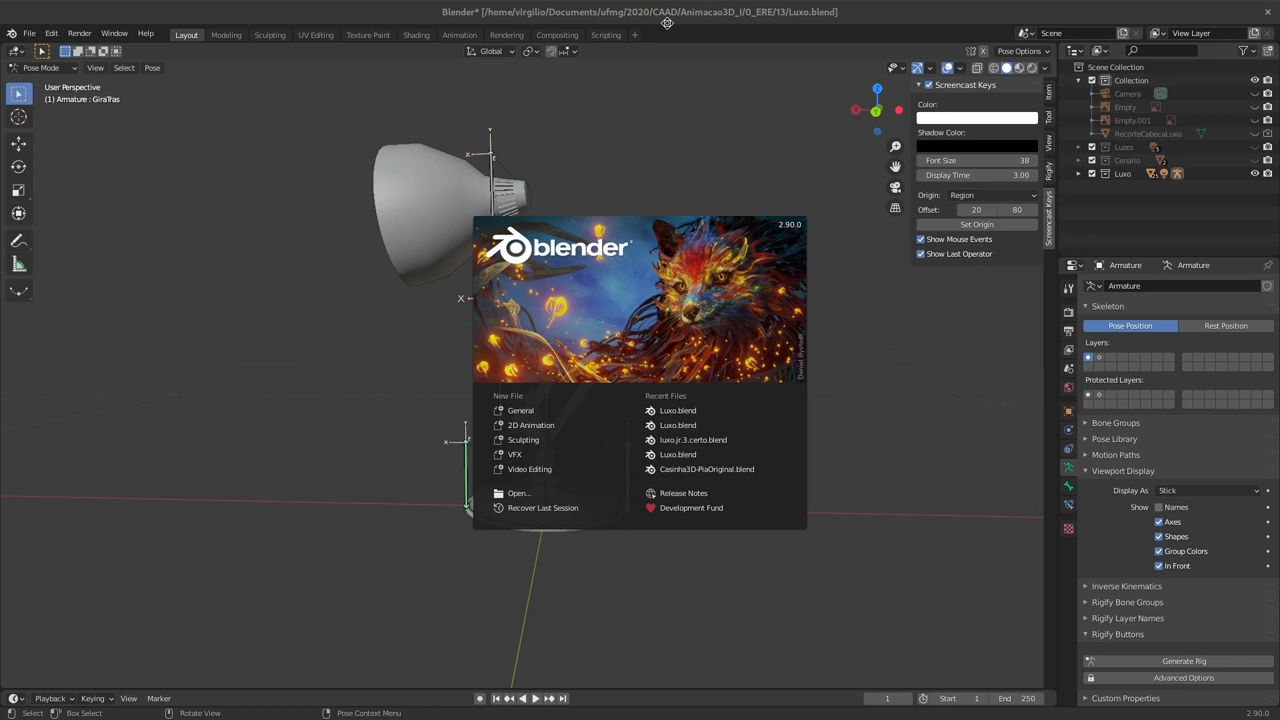 Blender* [/home/virgilio/Documents/ufmg/2020/CAAD/Animacao3D_I/0_ERE/13/Luxo.blend]
File Edit Render Window Help Layout Modeling Sculpting UV Editing Texture Paint Shading Animation Rendering Compositing Scripting + Scene View Layer
Global Pose Options
Pose Mode View Select Pose
User Perspective
(1) Armature : GiraTras
Z
Y
X
x
X
x
Screencast Keys
Color:
Shadow Color:
Font Size 38
Display Time 3.00
Origin: Region
Offset: 20 80
Set Origin
Show Mouse Events
Show Last Operator
Item
Tool
View
Rigify
Screencast Keys
Scene Collection
Collection
Camera
Empty
Empty.001
RecorteCabecaLuxo
Luzes
Cenario
Luxo
2.90.0
blender
Daniel Bystedt
New File
General
2D Animation
Sculpting
VFX
Video Editing
Open...
Recover Last Session
Recent Files
Luxo.blend
Luxo.blend
luxo.jr.3.certo.blend
Luxo.blend
Casinha3D-PiaOriginal.blend
Release Notes
Development Fund
Armature Armature
Armature
Skeleton
Pose Position Rest Position
Layers:
Protected Layers:
Bone Groups
Pose Library
Motion Paths
Viewport Display
Display As Stick
Show Names
Axes
Shapes
Group Colors
In Front
Inverse Kinematics
Rigify Bone Groups
Rigify Layer Names
Rigify Buttons
Generate Rig
Advanced Options
Custom Properties
Playback Keying View Marker 1 Start 1 End 250
Select Box Select Rotate View Pose Context Menu 2.90.0